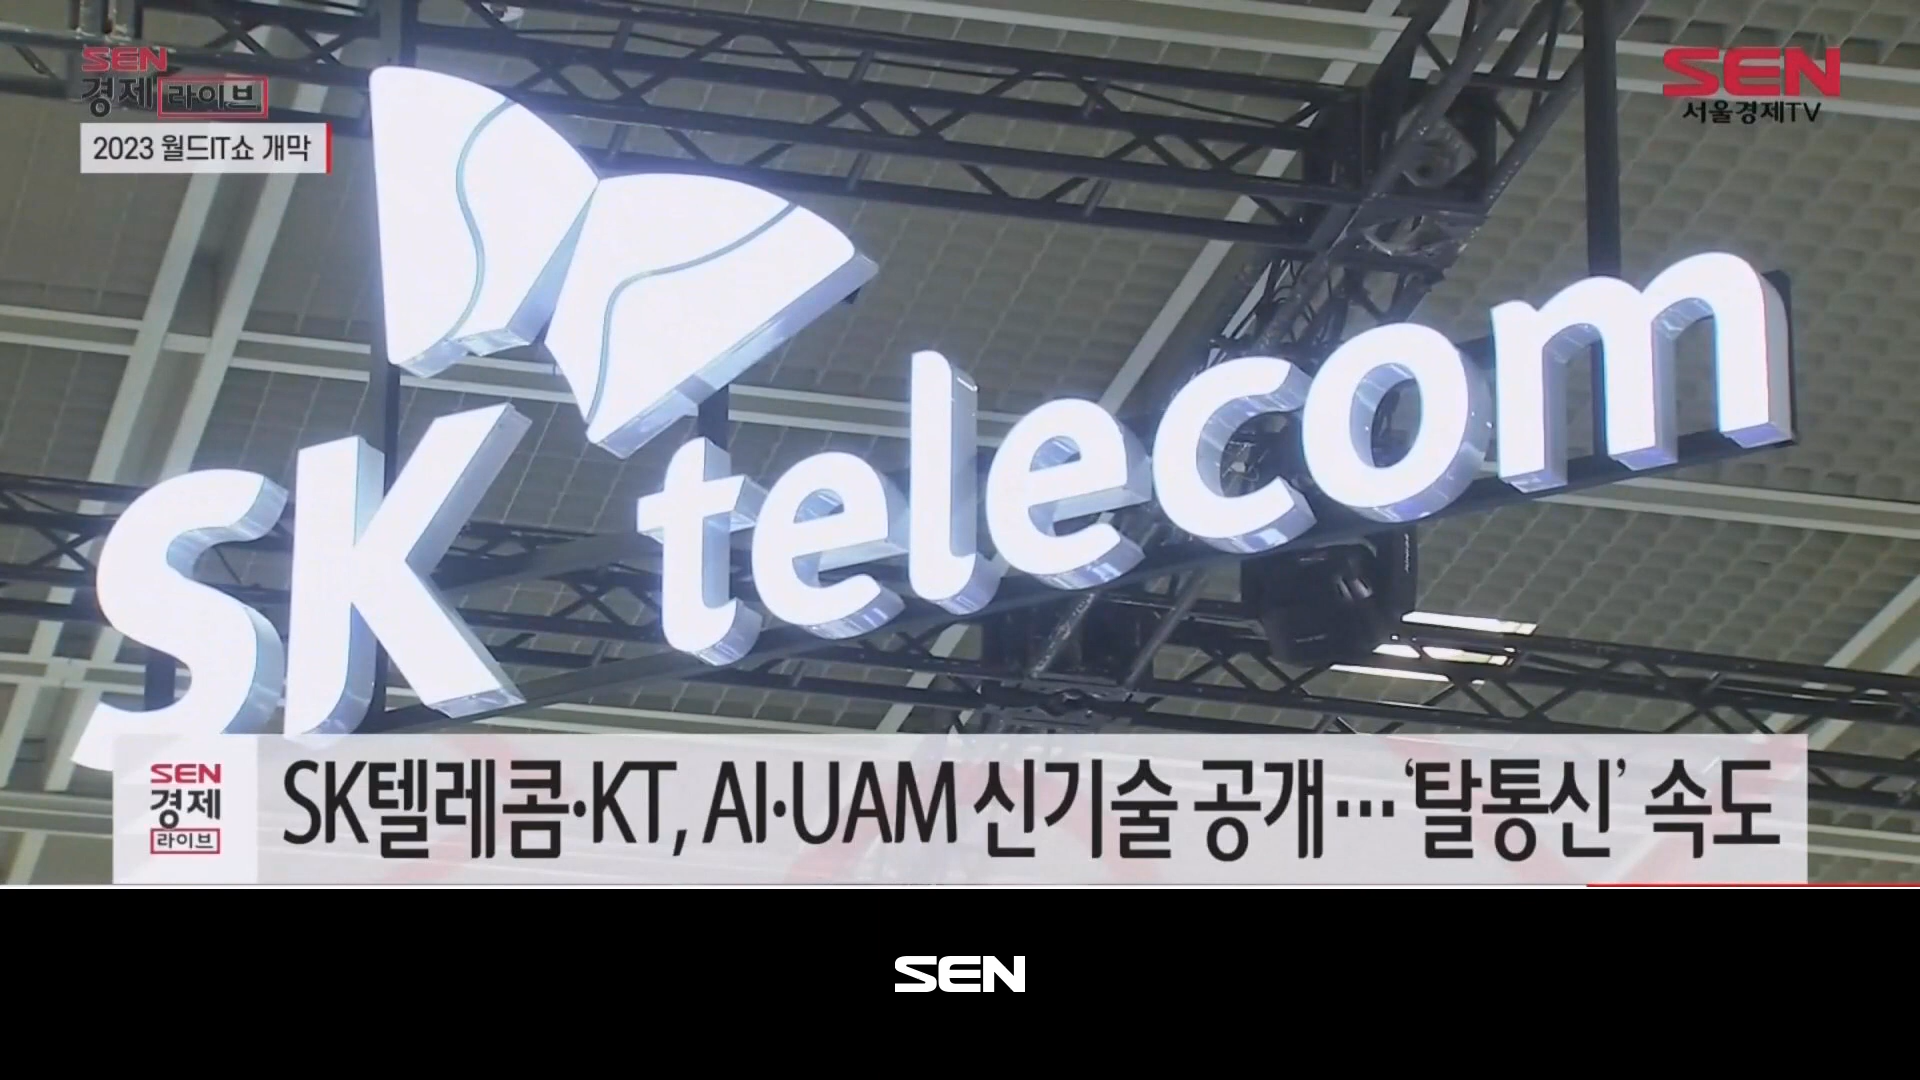 SEN
경제 라이브
2023 월드IT쇼 개막
SEN
서울경제TV
SK telecom
SEN
경제
라이브
SK텔레콤·KT, AI·UAM 신기술 공개…‘탈통신’ 속도
SEN